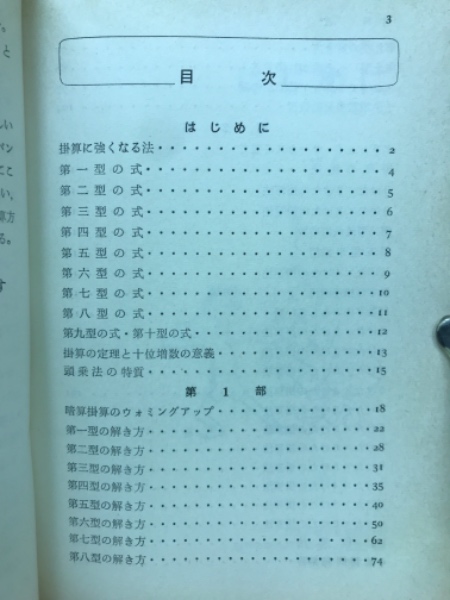 3
目次
はじめに
掛算に強くなる法・・・・・・・・・・・・・・・・・・2
第一型の式・・・・・・・・・・・・・・・・・・・・4
第二型の式・・・・・・・・・・・・・・・・・・・・5
第三型の式・・・・・・・・・・・・・・・・・・・・6
第四型の式・・・・・・・・・・・・・・・・・・・・7
第五型の式・・・・・・・・・・・・・・・・・・・・8
第六型の式・・・・・・・・・・・・・・・・・・・・9
第七型の式・・・・・・・・・・・・・・・・・・・・10
第八型の式・・・・・・・・・・・・・・・・・・・・11
第九型の式・第十型の式・・・・・・・・・・・・・・12
掛算の定理と十位増数の意義・・・・・・・・・・・・13
頭乗法の特質・・・・・・・・・・・・・・・・・・・15
第1部
暗算掛算のウォミングアップ・・・・・・・・・・・・18
第一型の解き方・・・・・・・・・・・・・・・・・・22
第二型の解き方・・・・・・・・・・・・・・・・・・28
第三型の解き方・・・・・・・・・・・・・・・・・・31
第四型の解き方・・・・・・・・・・・・・・・・・・35
第五型の解き方・・・・・・・・・・・・・・・・・・40
第六型の解き方・・・・・・・・・・・・・・・・・・50
第七型の解き方・・・・・・・・・・・・・・・・・・62
第八型の解き方・・・・・・・・・・・・・・・・・・74